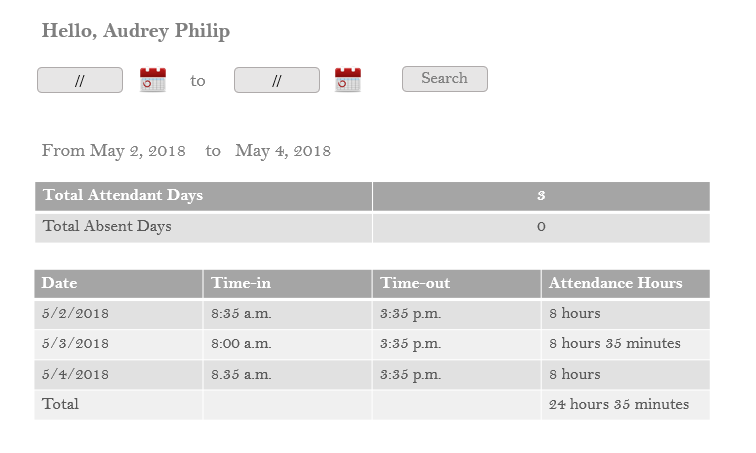 Hello, Audrey Philip
// to // Search
From May 2, 2018 to May 4, 2018
Total Attendant Days 3
Total Absent Days 0
Date Time-in Time-out Attendance Hours
5/2/2018 8:35 a.m. 3:35 p.m. 8 hours
5/3/2018 8:00 a.m. 3:35 p.m. 8 hours 35 minutes
5/4/2018 8.35 a.m. 3:35 p.m. 8 hours
Total 24 hours 35 minutes